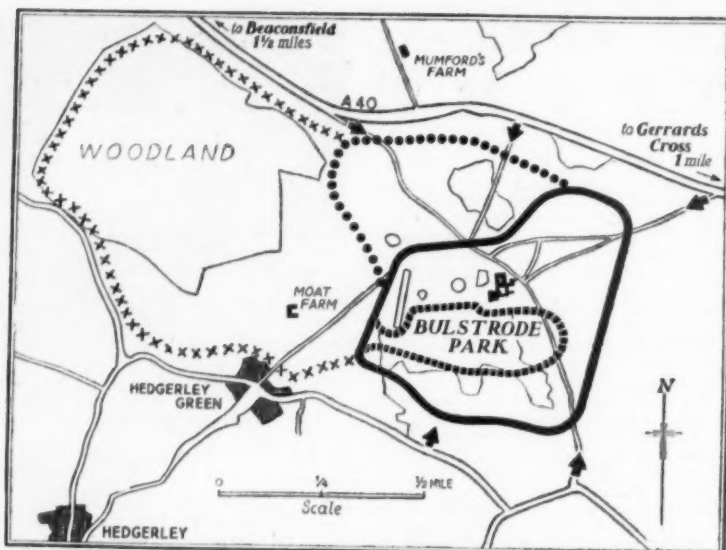 to Beaconsfield
1½ miles
MUMFORD'S
FARM
A 40
to Gerrards
Cross
1 mile
WOODLAND
MOAT
FARM
BULSTRODE
PARK
HEDGERLEY
GREEN
N
0 ¼ ½ MILE
Scale
HEDGERLEY